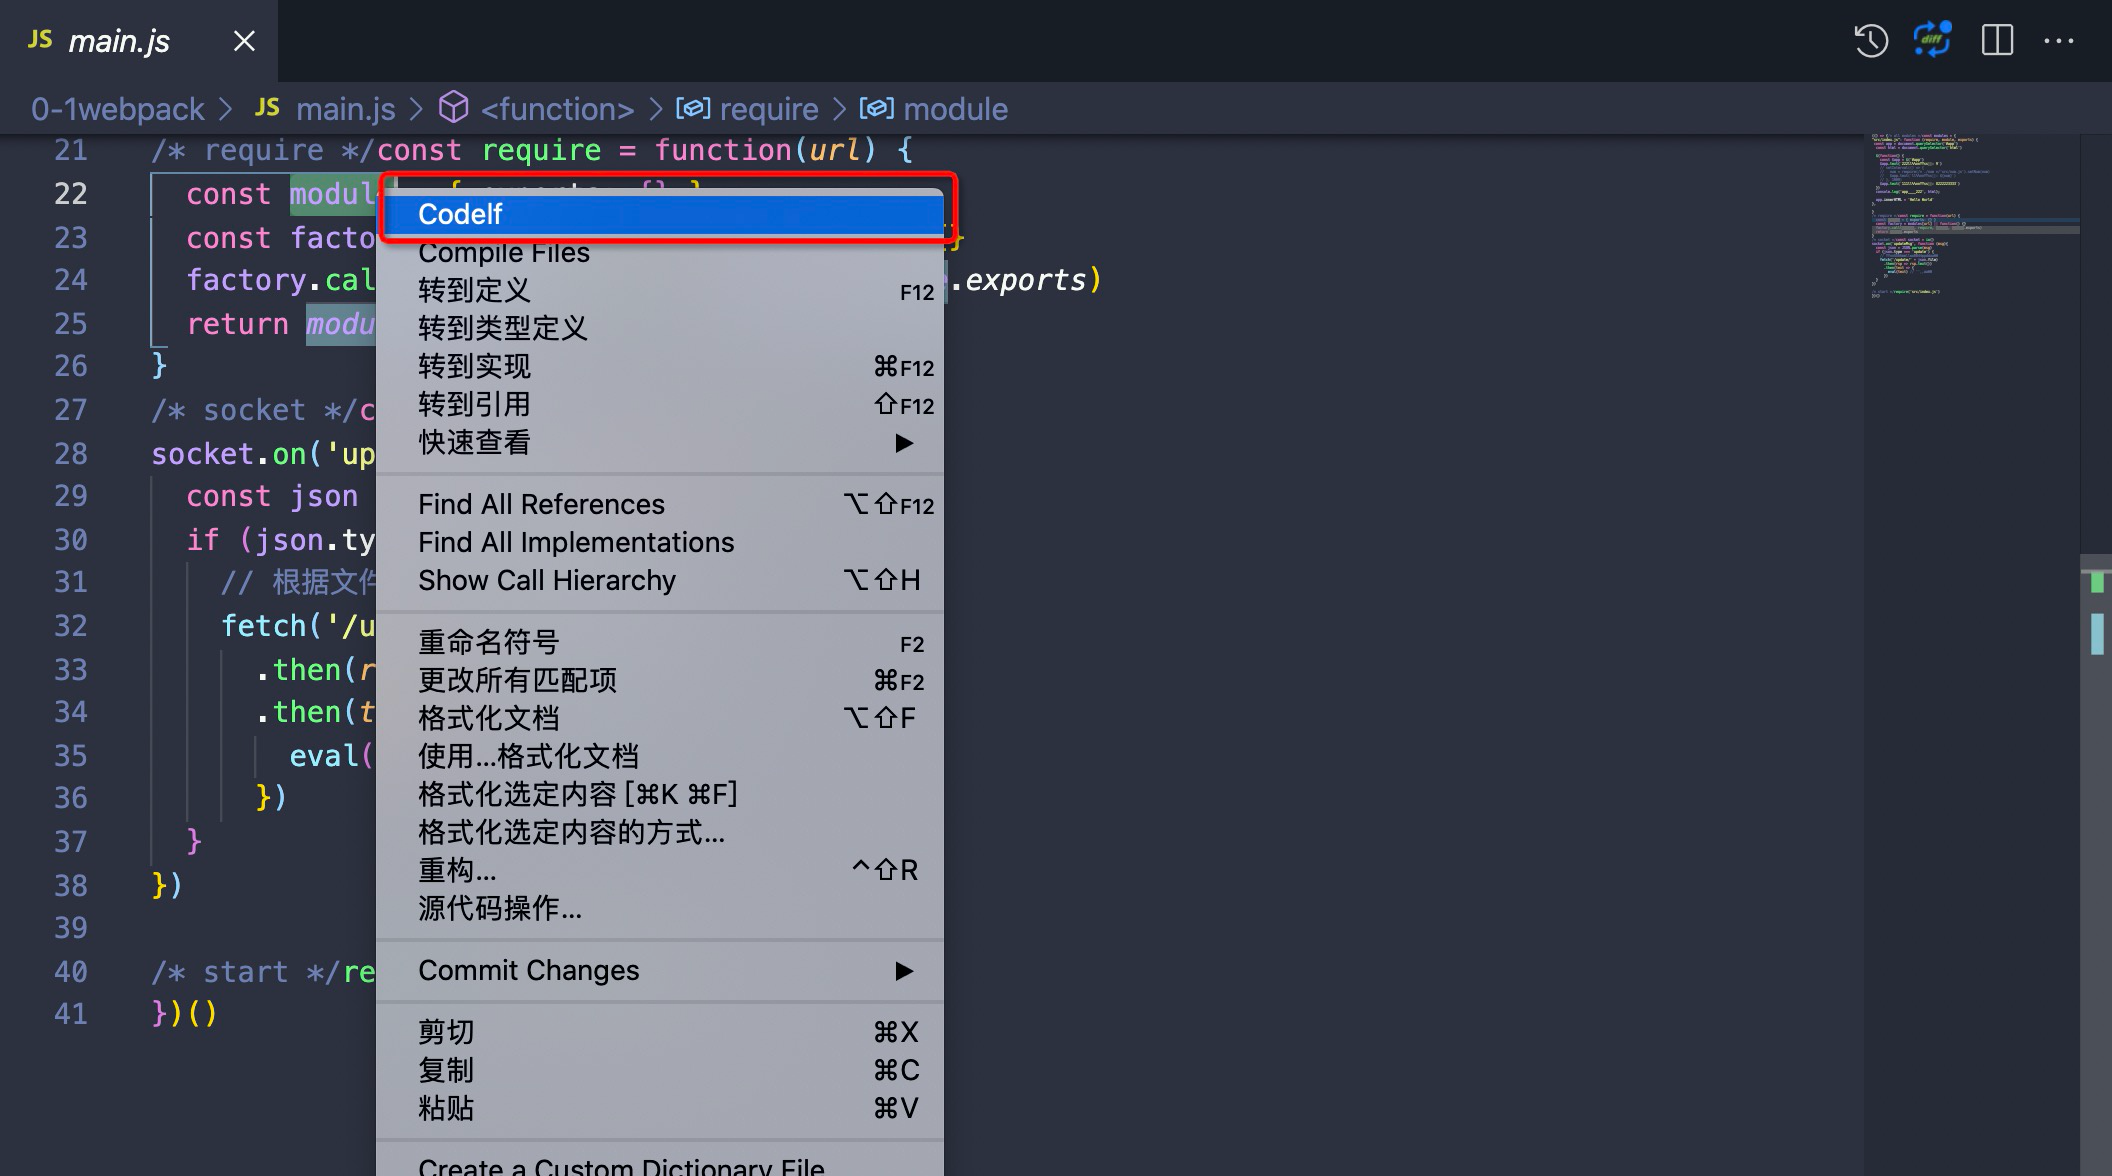 JS main.js
diff
0-1webpack > JS main.js > <function> > require > module
21 /* require */const require = function(url) {
22 const modul
Codelf
23 const facto
Compile Files
24 factory.cal .exports)
转到定义 F12
25 return modu
转到类型定义
26 }
转到实现 ⌘F12
27 /* socket */c
转到引用 ⇧F12
28 socket.on('up
快速查看 ▶
29 const json
Find All References ⌥⇧F12
30 if (json.ty
Find All Implementations
31 // 根据文件
Show Call Hierarchy ⌥⇧H
32 fetch('/u
重命名符号 F2
33 .then(r
更改所有匹配项 ⌘F2
34 .then(t
格式化文档 ⌥⇧F
35 eval(
使用...格式化文档
36 })
格式化选定内容 [⌘K ⌘F]
37 }
格式化选定内容的方式...
38 })
重构... ^⇧R
源代码操作...
39
40 /* start */re
Commit Changes ▶
41 })()
剪切 ⌘X
复制 ⌘C
粘贴 ⌘V
Create a Custom Dictionary File